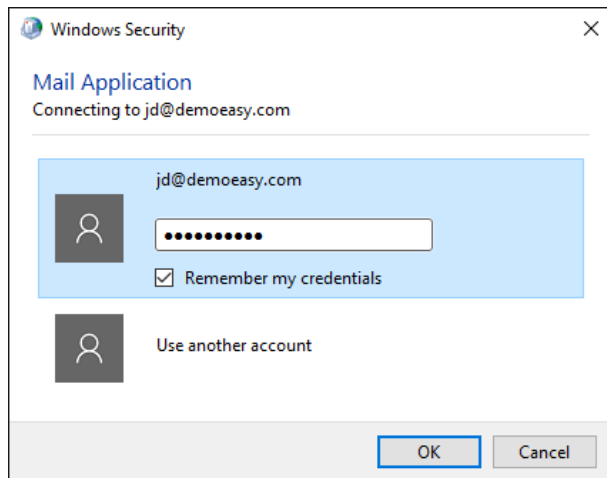 Windows Security
Mail Application
Connecting to jd@demoeasy.com
jd@demoeasy.com
••••••••••
Remember my credentials
Use another account
OK
Cancel